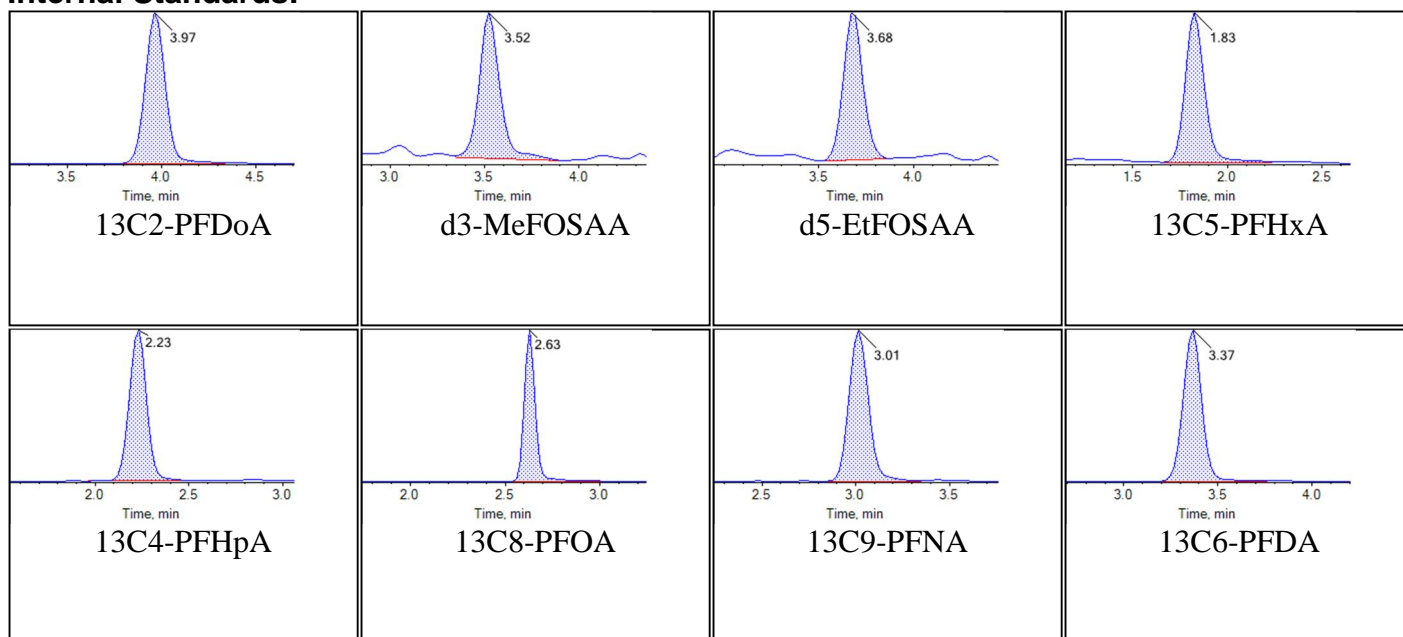 Internal Standards:
3.97
3.5 4.0 4.5
Time, min
13C2-PFDoA
3.52
3.0 3.5 4.0
Time, min
d3-MeFOSAA
3.68
3.5 4.0
Time, min
d5-EtFOSAA
1.83
1.5 2.0 2.5
Time, min
13C5-PFHxA
2.23
2.0 2.5 3.0
Time, min
13C4-PFHpA
2.63
2.0 2.5 3.0
Time, min
13C8-PFOA
3.01
2.5 3.0 3.5
Time, min
13C9-PFNA
3.37
3.0 3.5 4.0
Time, min
13C6-PFDA